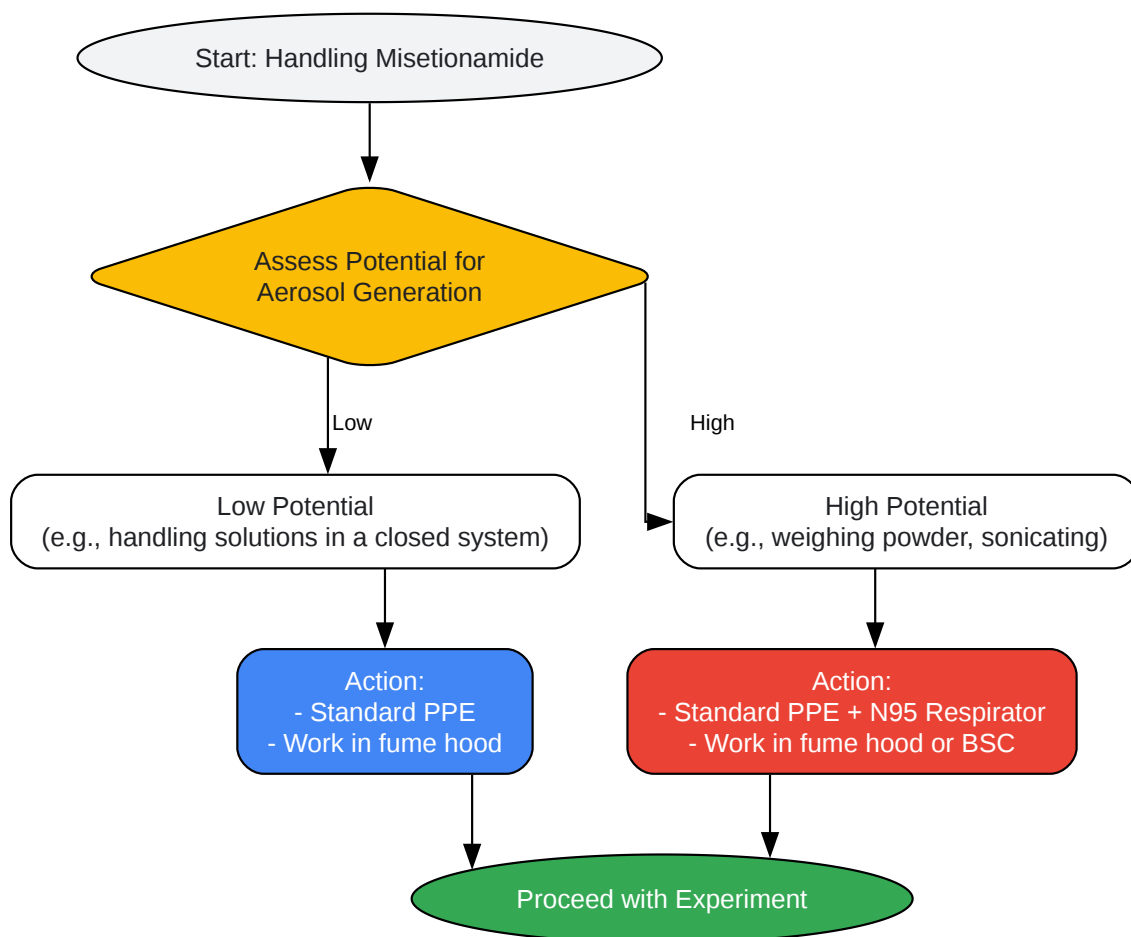 Start: Handling Misetionamide
Assess Potential for
Aerosol Generation
Low
High
Low Potential
(e.g., handling solutions in a closed system)
High Potential
(e.g., weighing powder, sonicating)
Action:
- Standard PPE
- Work in fume hood
Action:
- Standard PPE + N95 Respirator
- Work in fume hood or BSC
Proceed with Experiment